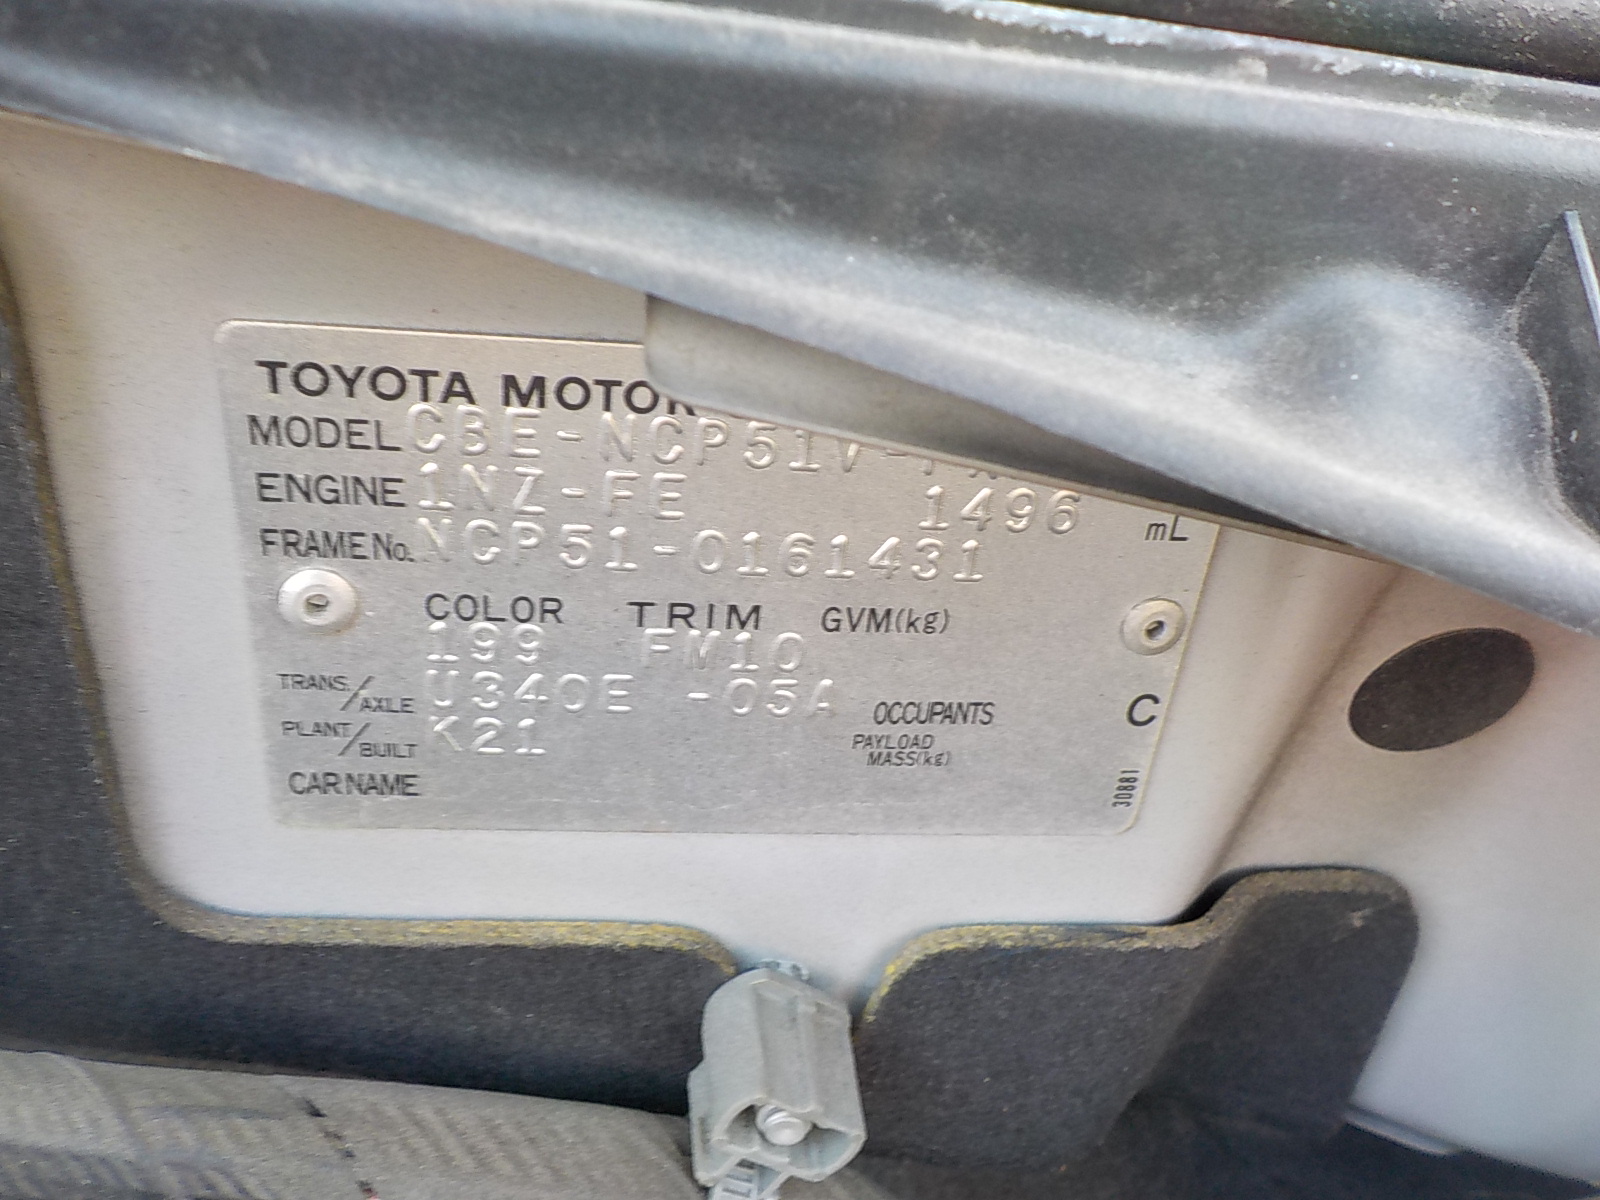 TOYOTA MOTOR
MODEL CBE-NCP51V-
ENGINE 1NZ-FE 1496 mL
FRAME No. NCP51-0161431
COLOR TRIM GVM(kg)
199 FM10
TRANS./AXLE U340E -05A
OCCUPANTS C
PLANT/BUILT K21
PAYLOAD
MASS(kg)
CAR NAME
30881